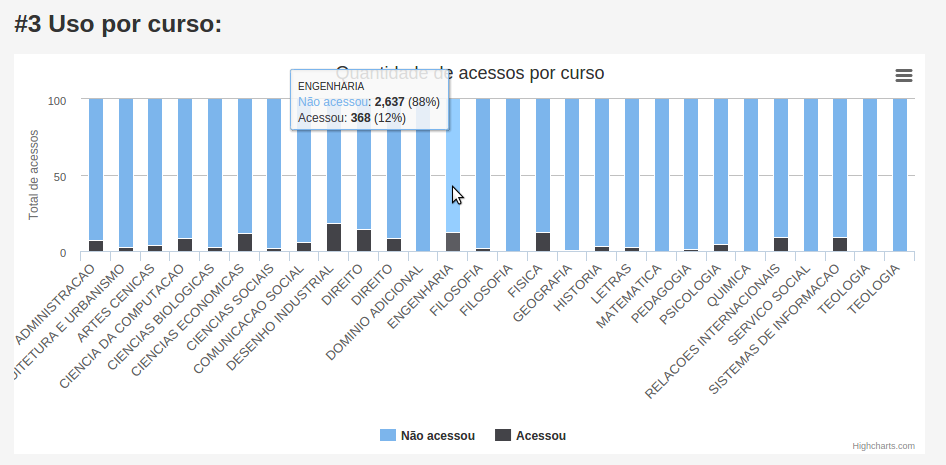 #3 Uso por curso:
Quantidade de acessos por curso
ENGENHARIA
Não acessou: 2,637 (88%)
Acessou: 368 (12%)
Total de acessos
100
50
0
ADMINISTRACAO
URBANISMO
ARTES CENICAS
CIENCIA DA COMPUTACAO
CIENCIAS BIOLOGICAS
CIENCIAS ECONOMICAS
CIENCIAS SOCIAIS
COMUNICACAO SOCIAL
DESENHO INDUSTRIAL
DIREITO
DIREITO
DOMINIO ADICIONAL
ENGENHARIA
FILOSOFIA
FILOSOFIA
FISICA
GEOGRAFIA
HISTORIA
LETRAS
MATEMATICA
PEDAGOGIA
PSICOLOGIA
QUIMICA
RELACOES INTERNACIONAIS
SERVICO SOCIAL
SISTEMAS DE INFORMACAO
TEOLOGIA
TEOLOGIA
Não acessou
Acessou
Highcharts.com